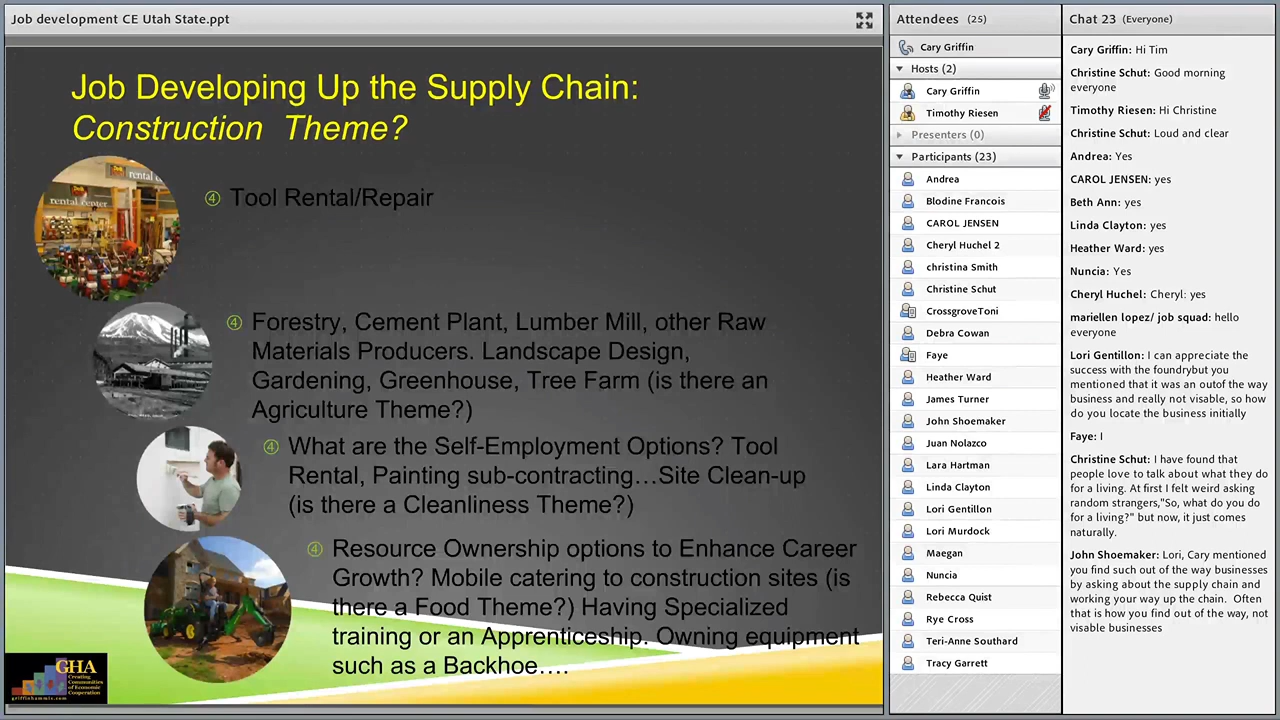 Job development CE Utah State.ppt
Job Developing Up the Supply Chain:
Construction Theme?
rental c
rental center
④ Tool Rental/Repair
④ Forestry, Cement Plant, Lumber Mill, other Raw
Materials Producers. Landscape Design,
Gardening, Greenhouse, Tree Farm (is there an
Agriculture Theme?)
④ What are the Self-Employment Options? Tool
Rental, Painting sub-contracting…Site Clean-up
(is there a Cleanliness Theme?)
④ Resource Ownership options to Enhance Career
Growth? Mobile catering to construction sites (is
there a Food Theme?) Having Specialized
training or an Apprenticeship. Owning equipment
such as a Backhoe….
GHA
Creating
Communities
of Economic
Cooperation
griffinhammis.com
Attendees (25)
Cary Griffin
Hosts (2)
Cary Griffin
Timothy Riesen
Presenters (0)
Participants (23)
Andrea
Blodine Francois
CAROL JENSEN
Cheryl Huchel 2
christina Smith
Christine Schut
CrossgroveToni
Debra Cowan
Faye
Heather Ward
James Turner
John Shoemaker
Juan Nolazco
Lara Hartman
Linda Clayton
Lori Gentillon
Lori Murdock
Maegan
Nuncia
Rebecca Quist
Rye Cross
Teri-Anne Southard
Tracy Garrett
Chat 23 (Everyone)
Cary Griffin: Hi Tim
Christine Schut: Good morning
everyone
Timothy Riesen: Hi Christine
Christine Schut: Loud and clear
Andrea: Yes
CAROL JENSEN: yes
Beth Ann: yes
Linda Clayton: yes
Heather Ward: yes
Nuncia: Yes
Cheryl Huchel: Cheryl: yes
mariellen lopez/ job squad: hello
everyone
Lori Gentillon: I can appreciate the
success with the foundrybut you
mentioned that it was an outof the way
business and really not visable, so how
do you locate the business initially
Faye: I
Christine Schut: I have found that
people love to talk about what they do
for a living. At first I felt weird asking
random strangers,"So, what do you do
for a living?" but now, it just comes
naturally.
John Shoemaker: Lori, Cary mentioned
you find such out of the way businesses
by asking about the supply chain and
working your way up the chain. Often
that is how you find out of the way, not
visable businesses